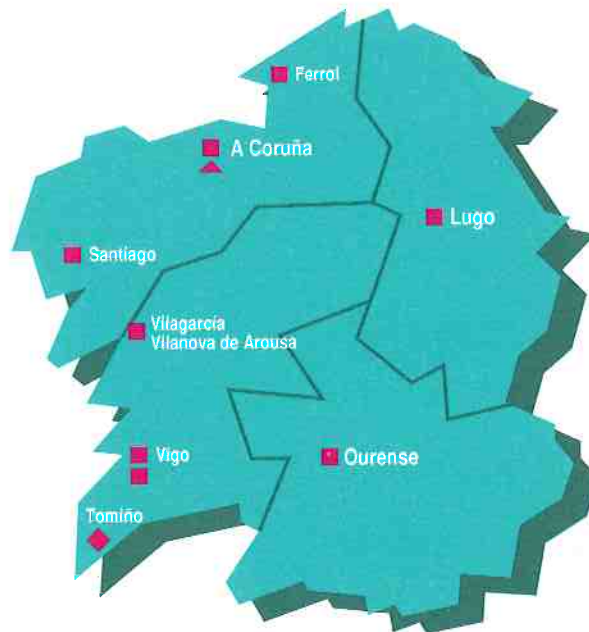 Ferrol
A Coruña
Lugo
Santiago
Vilagarcía
Vilanova de Arousa
Vigo
Ourense
Tomiño